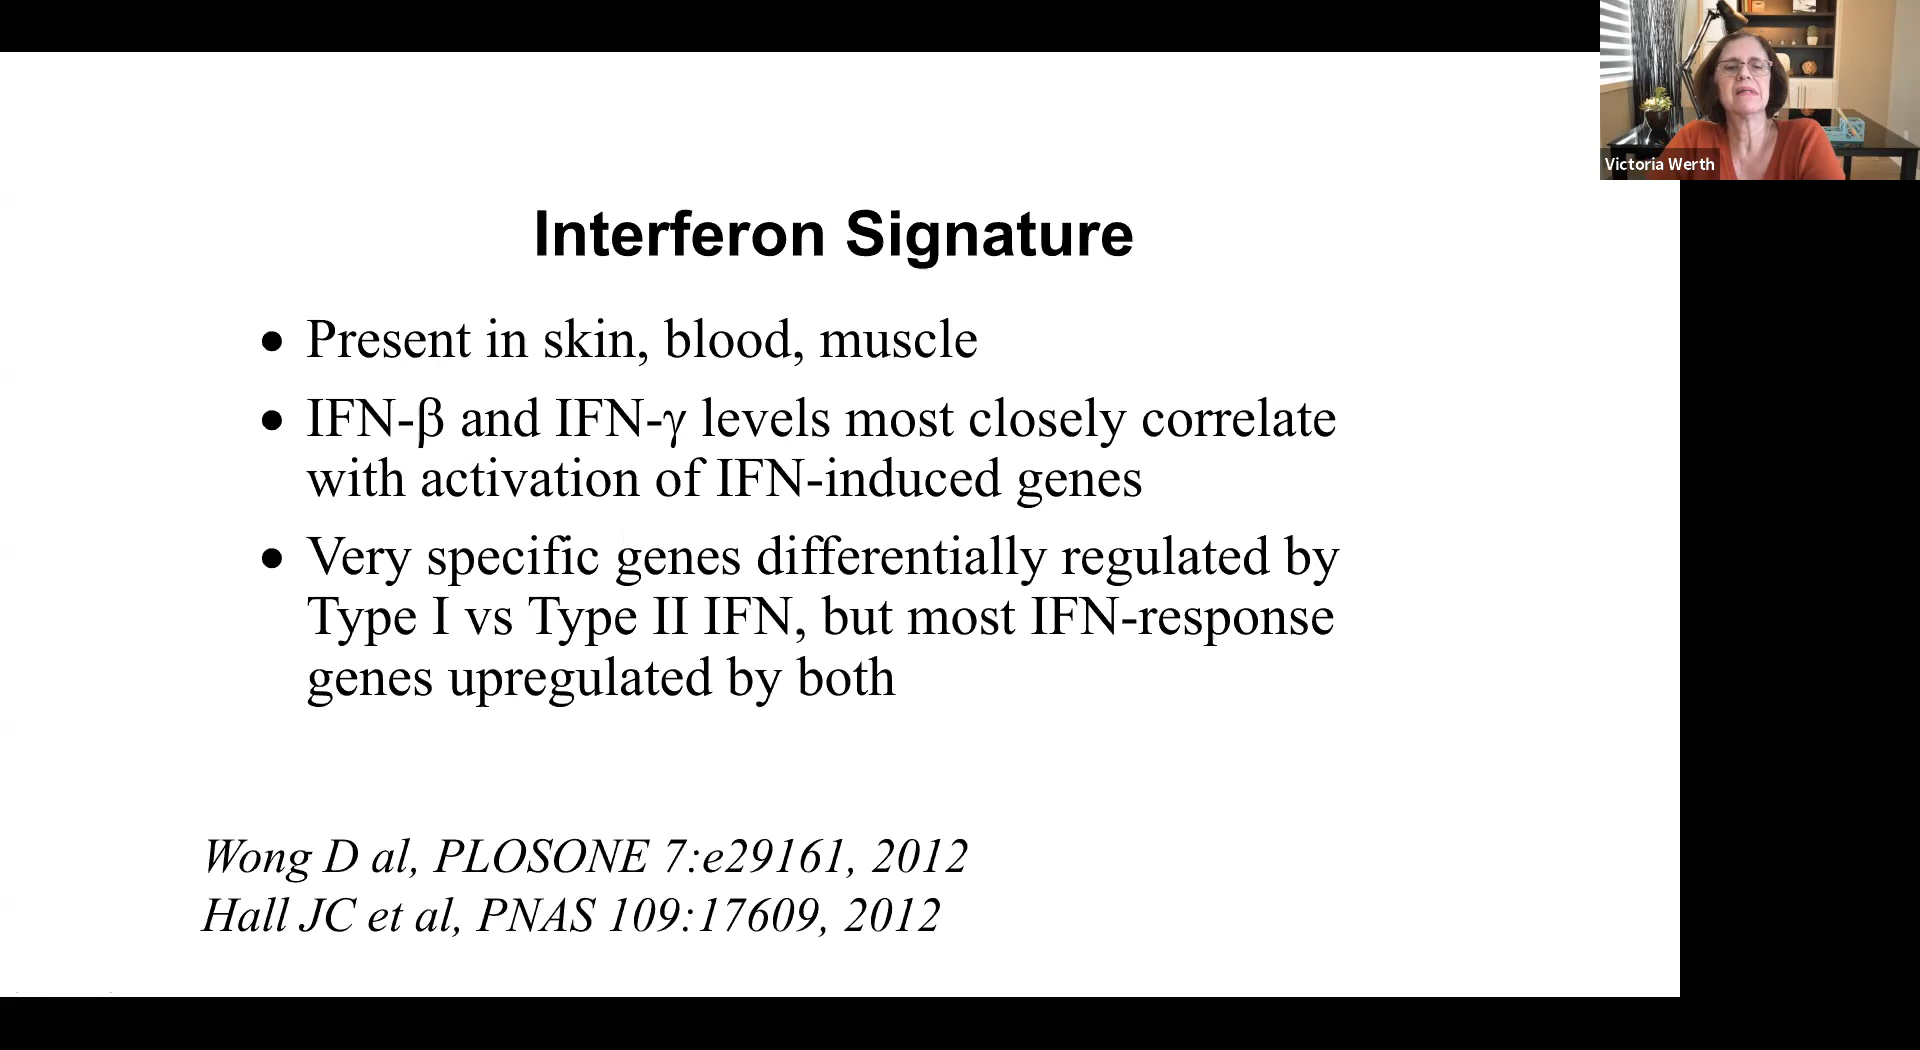 Victoria Werth
Interferon Signature
• Present in skin, blood, muscle
• IFN-β and IFN-γ levels most closely correlate
with activation of IFN-induced genes
• Very specific genes differentially regulated by
Type I vs Type II IFN, but most IFN-response
genes upregulated by both
Wong D al, PLOSONE 7:e29161, 2012
Hall JC et al, PNAS 109:17609, 2012